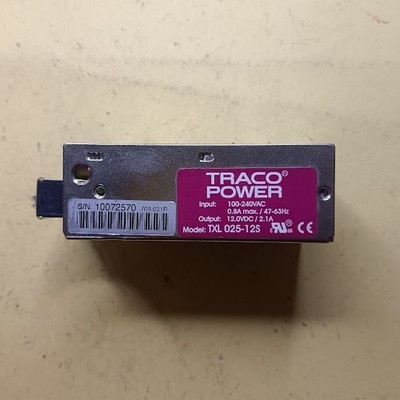 TRACO®
POWER
Input: 100-240VAC
0.8A max. / 47-63Hz
Output: 12.0VDC / 2.1A
Model: TXL 025-12S
S/N: 10072570